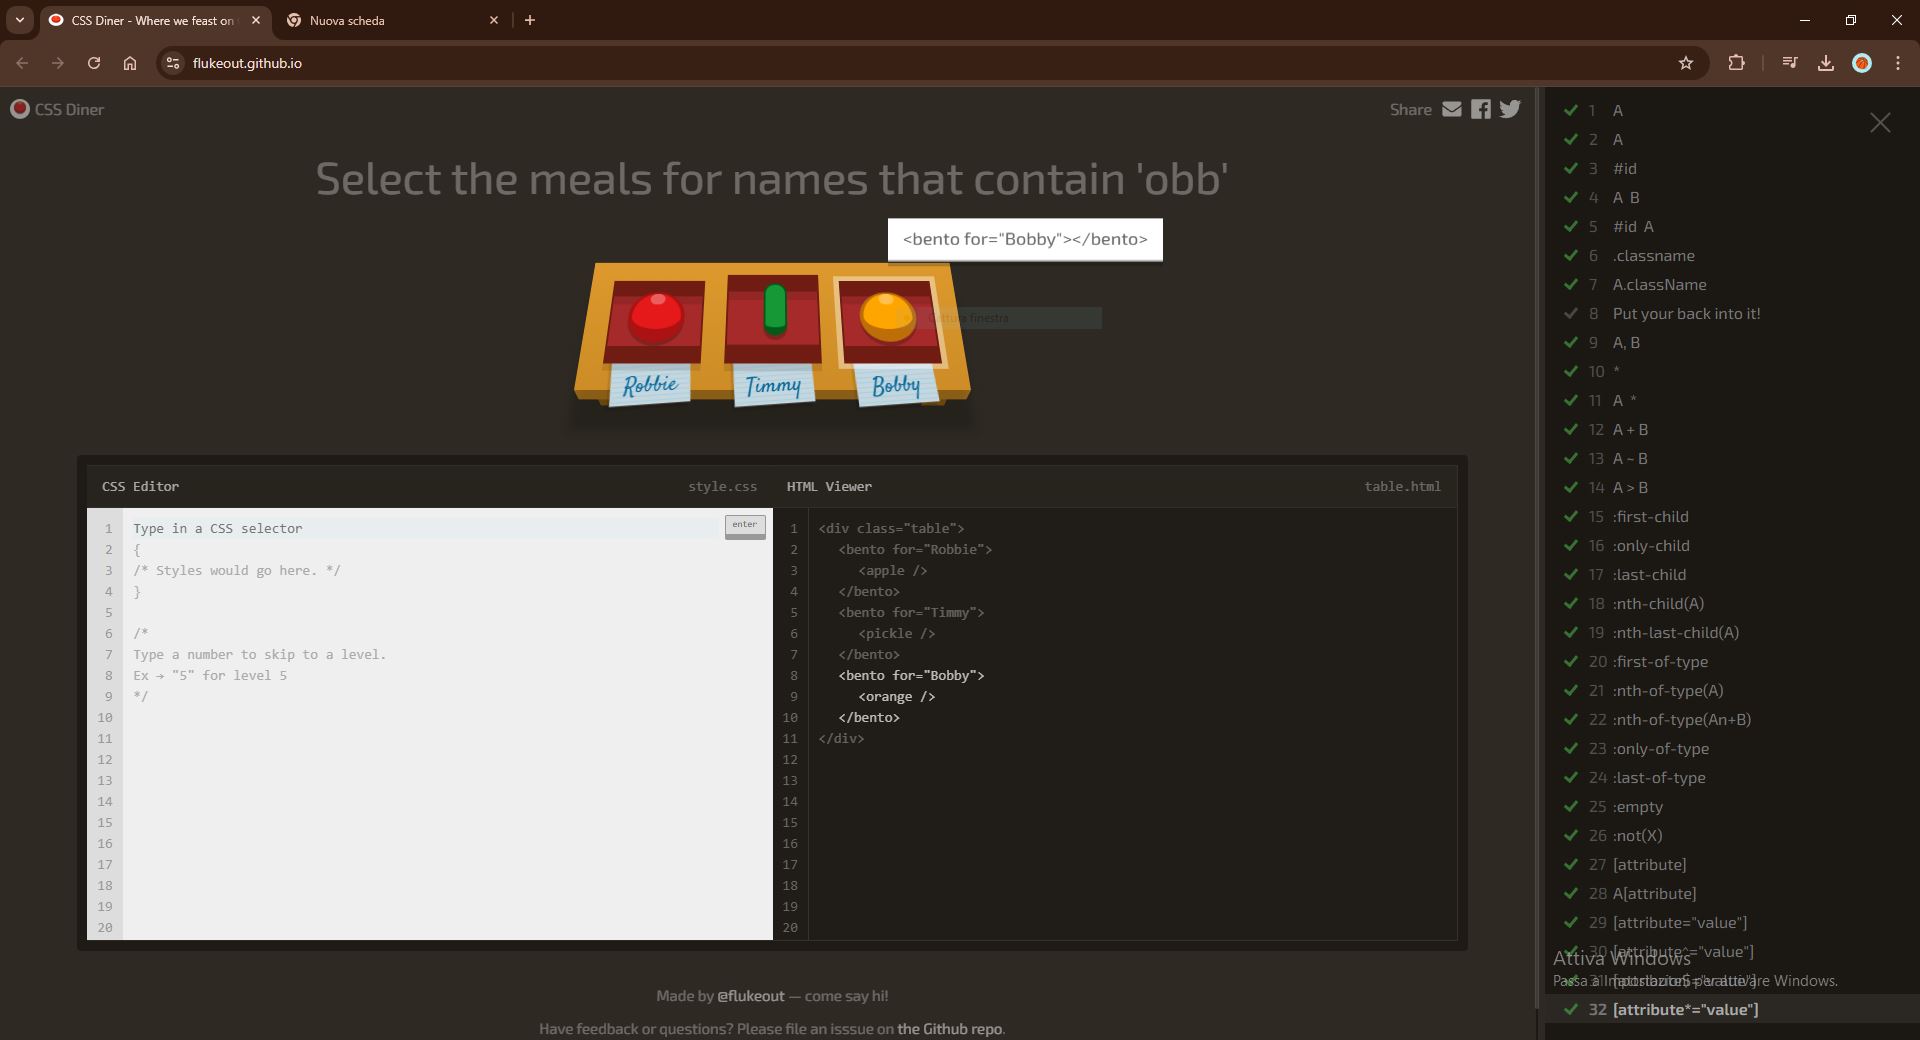 CSS Diner - Where we feast on
Nuova scheda
flukeout.github.io
CSS Diner
Share
Select the meals for names that contain 'obb'
<bento for="Bobby"></bento>
finestra
Robbie
Timmy
Bobby
CSS Editor
style.css
HTML Viewer
table.html
1 Type in a CSS selector
enter
2 {
3 /* Styles would go here. */
4 }
5
6 /*
7 Type a number to skip to a level.
8 Ex → "5" for level 5
9 */
10
11
12
13
14
15
16
17
18
19
20
1 <div class="table">
2 <bento for="Robbie">
3 <apple />
4 </bento>
5 <bento for="Timmy">
6 <pickle />
7 </bento>
8 <bento for="Bobby">
9 <orange />
10 </bento>
11 </div>
12
13
14
15
16
17
18
19
20
Made by @flukeout — come say hi!
Have feedback or questions? Please file an isssue on the Github repo.
1 A
2 A
3 #id
4 A B
5 #id A
6 .classname
7 A.className
8 Put your back into it!
9 A, B
10 *
11 A *
12 A + B
13 A ~ B
14 A > B
15 :first-child
16 :only-child
17 :last-child
18 :nth-child(A)
19 :nth-last-child(A)
20 :first-of-type
21 :nth-of-type(A)
22 :nth-of-type(An+B)
23 :only-of-type
24 :last-of-type
25 :empty
26 :not(X)
27 [attribute]
28 A[attribute]
29 [attribute="value"]
30 [attribute^="value"]
Attiva Windows
31 [attribute$="value"]
Passa a Impostazioni per attivare Windows.
32 [attribute*="value"]